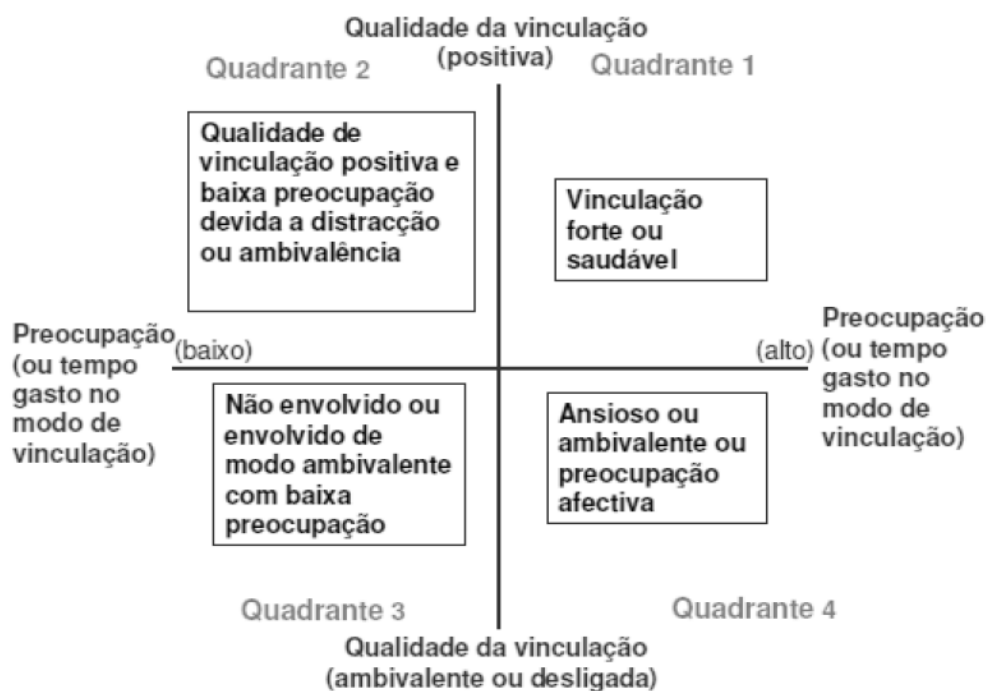 Qualidade da vinculação
(positiva)
Quadrante 2
Quadrante 1
Qualidade de
vinculação positiva e
baixa preocupação
devida a distracção
ou ambivalência
Vinculação
forte ou
saudável
Preocupação
(ou tempo
gasto no
modo de
vinculação)
(baixo)
(alto)
Preocupação
(ou tempo
gasto no
modo de
vinculação)
Não envolvido ou
envolvido de
modo ambivalente
com baixa
preocupação
Ansioso ou
ambivalente ou
preocupação
afectiva
Quadrante 3
Quadrante 4
Qualidade da vinculação
(ambivalente ou desligada)